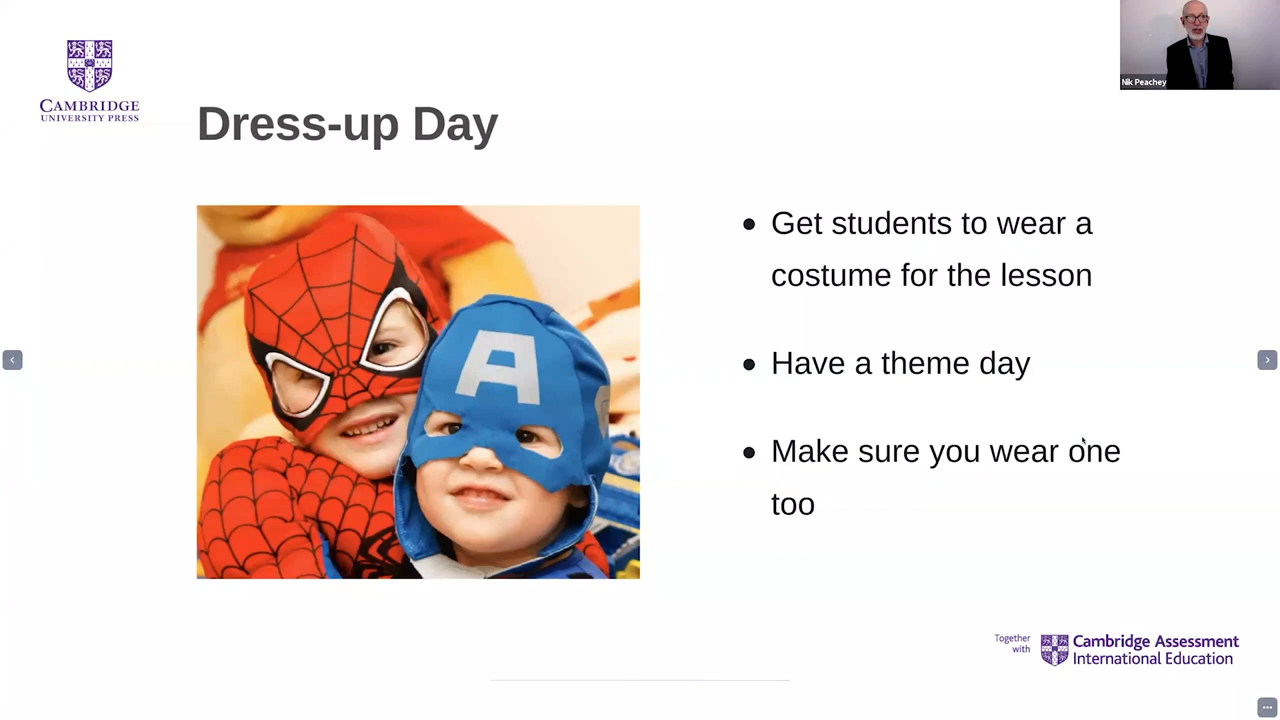 CAMBRIDGE
UNIVERSITY PRESS
Nik Peachey
Dress-up Day
A
• Get students to wear a
costume for the lesson
• Have a theme day
• Make sure you wear one
too
Together
with
Cambridge Assessment
International Education